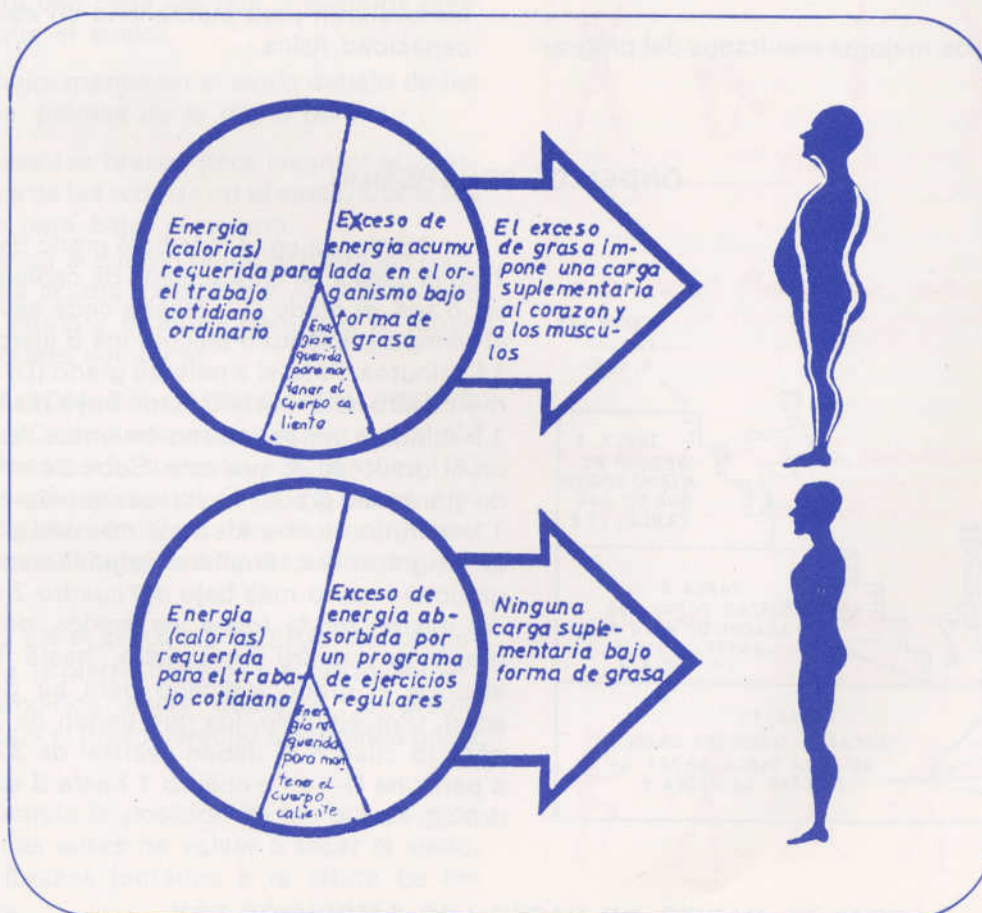 Energia
(calorías)
requerida para
el trabajo
cotidiano
ordinario
Exceso de
energia acumu
lada en el or-
ganismo bajo
forma de
grasa
Ener
gia re
querida
para man
tener el
cuerpo ca
liente
El exceso
de grasa im-
pone una carga
suplementaria
al corazon y
a los muscu-
los
Energia
(calorías)
requerida
para el traba-
jo cotidiano
Exceso de
energia ab-
sorbida por
un programa
de ejercicios
regulares
Ener
gia re
querida
para man
tener el
cuerpo
caliente
Ninguna
carga suple-
mentaria bajo
forma de grasa